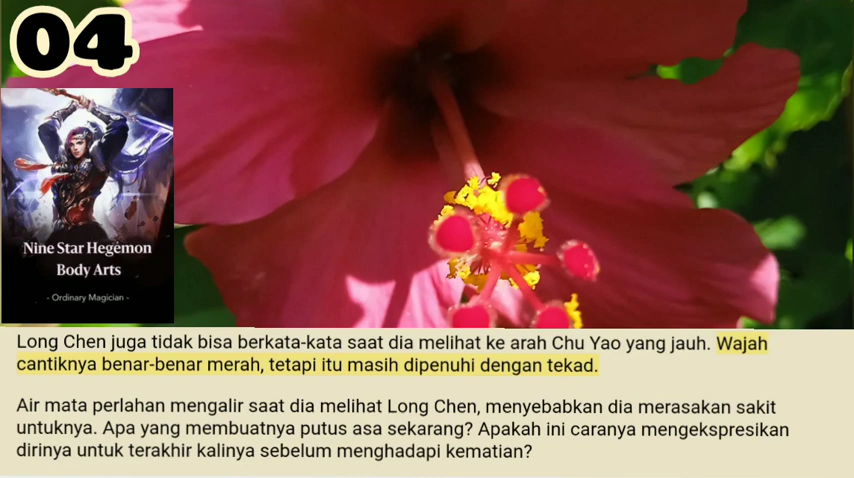 04
Nine Star Hegemon
Body Arts
- Ordinary Magician -
Long Chen juga tidak bisa berkata-kata saat dia melihat ke arah Chu Yao yang jauh. Wajah
cantiknya benar-benar merah, tetapi itu masih dipenuhi dengan tekad.
Air mata perlahan mengalir saat dia melihat Long Chen, menyebabkan dia merasakan sakit
untuknya. Apa yang membuatnya putus asa sekarang? Apakah ini caranya mengekspresikan
dirinya untuk terakhir kalinya sebelum menghadapi kematian?